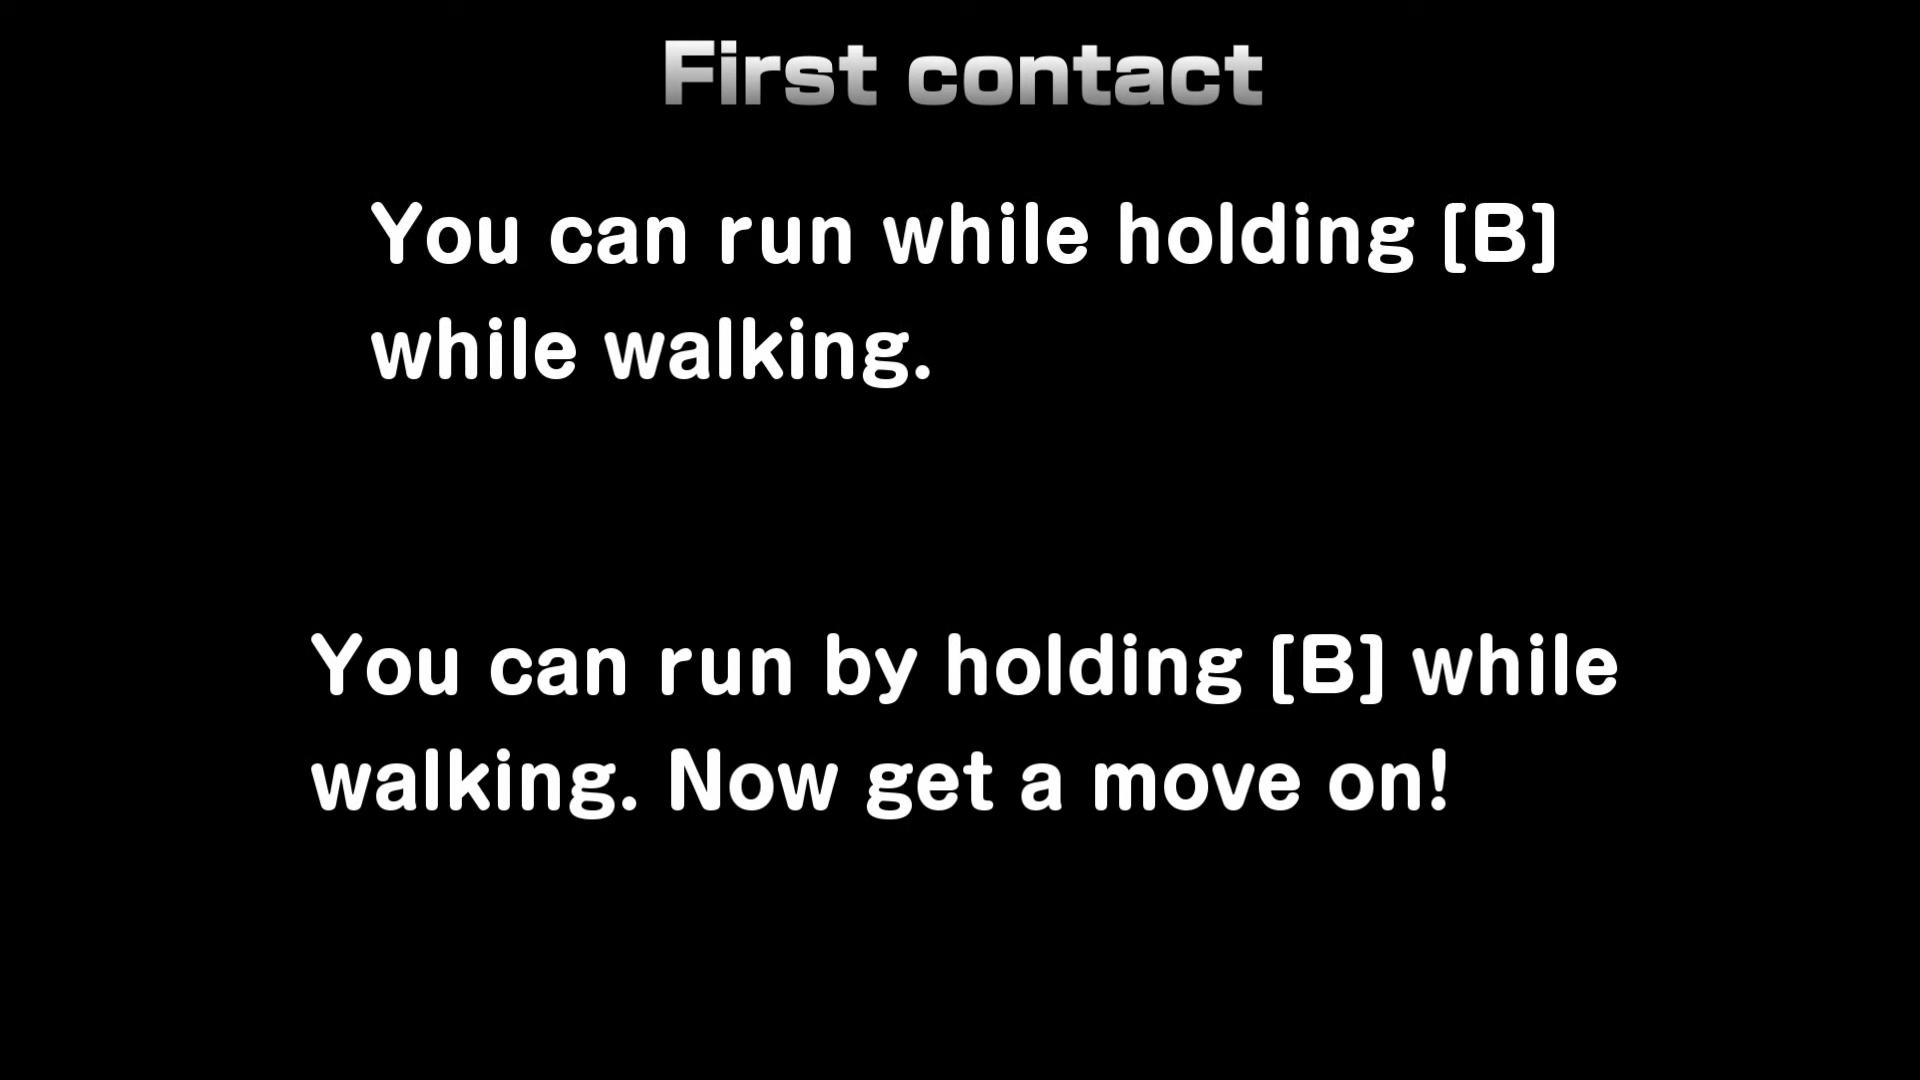 First contact
You can run while holding [B]
while walking.
You can run by holding [B] while
walking. Now get a move on!